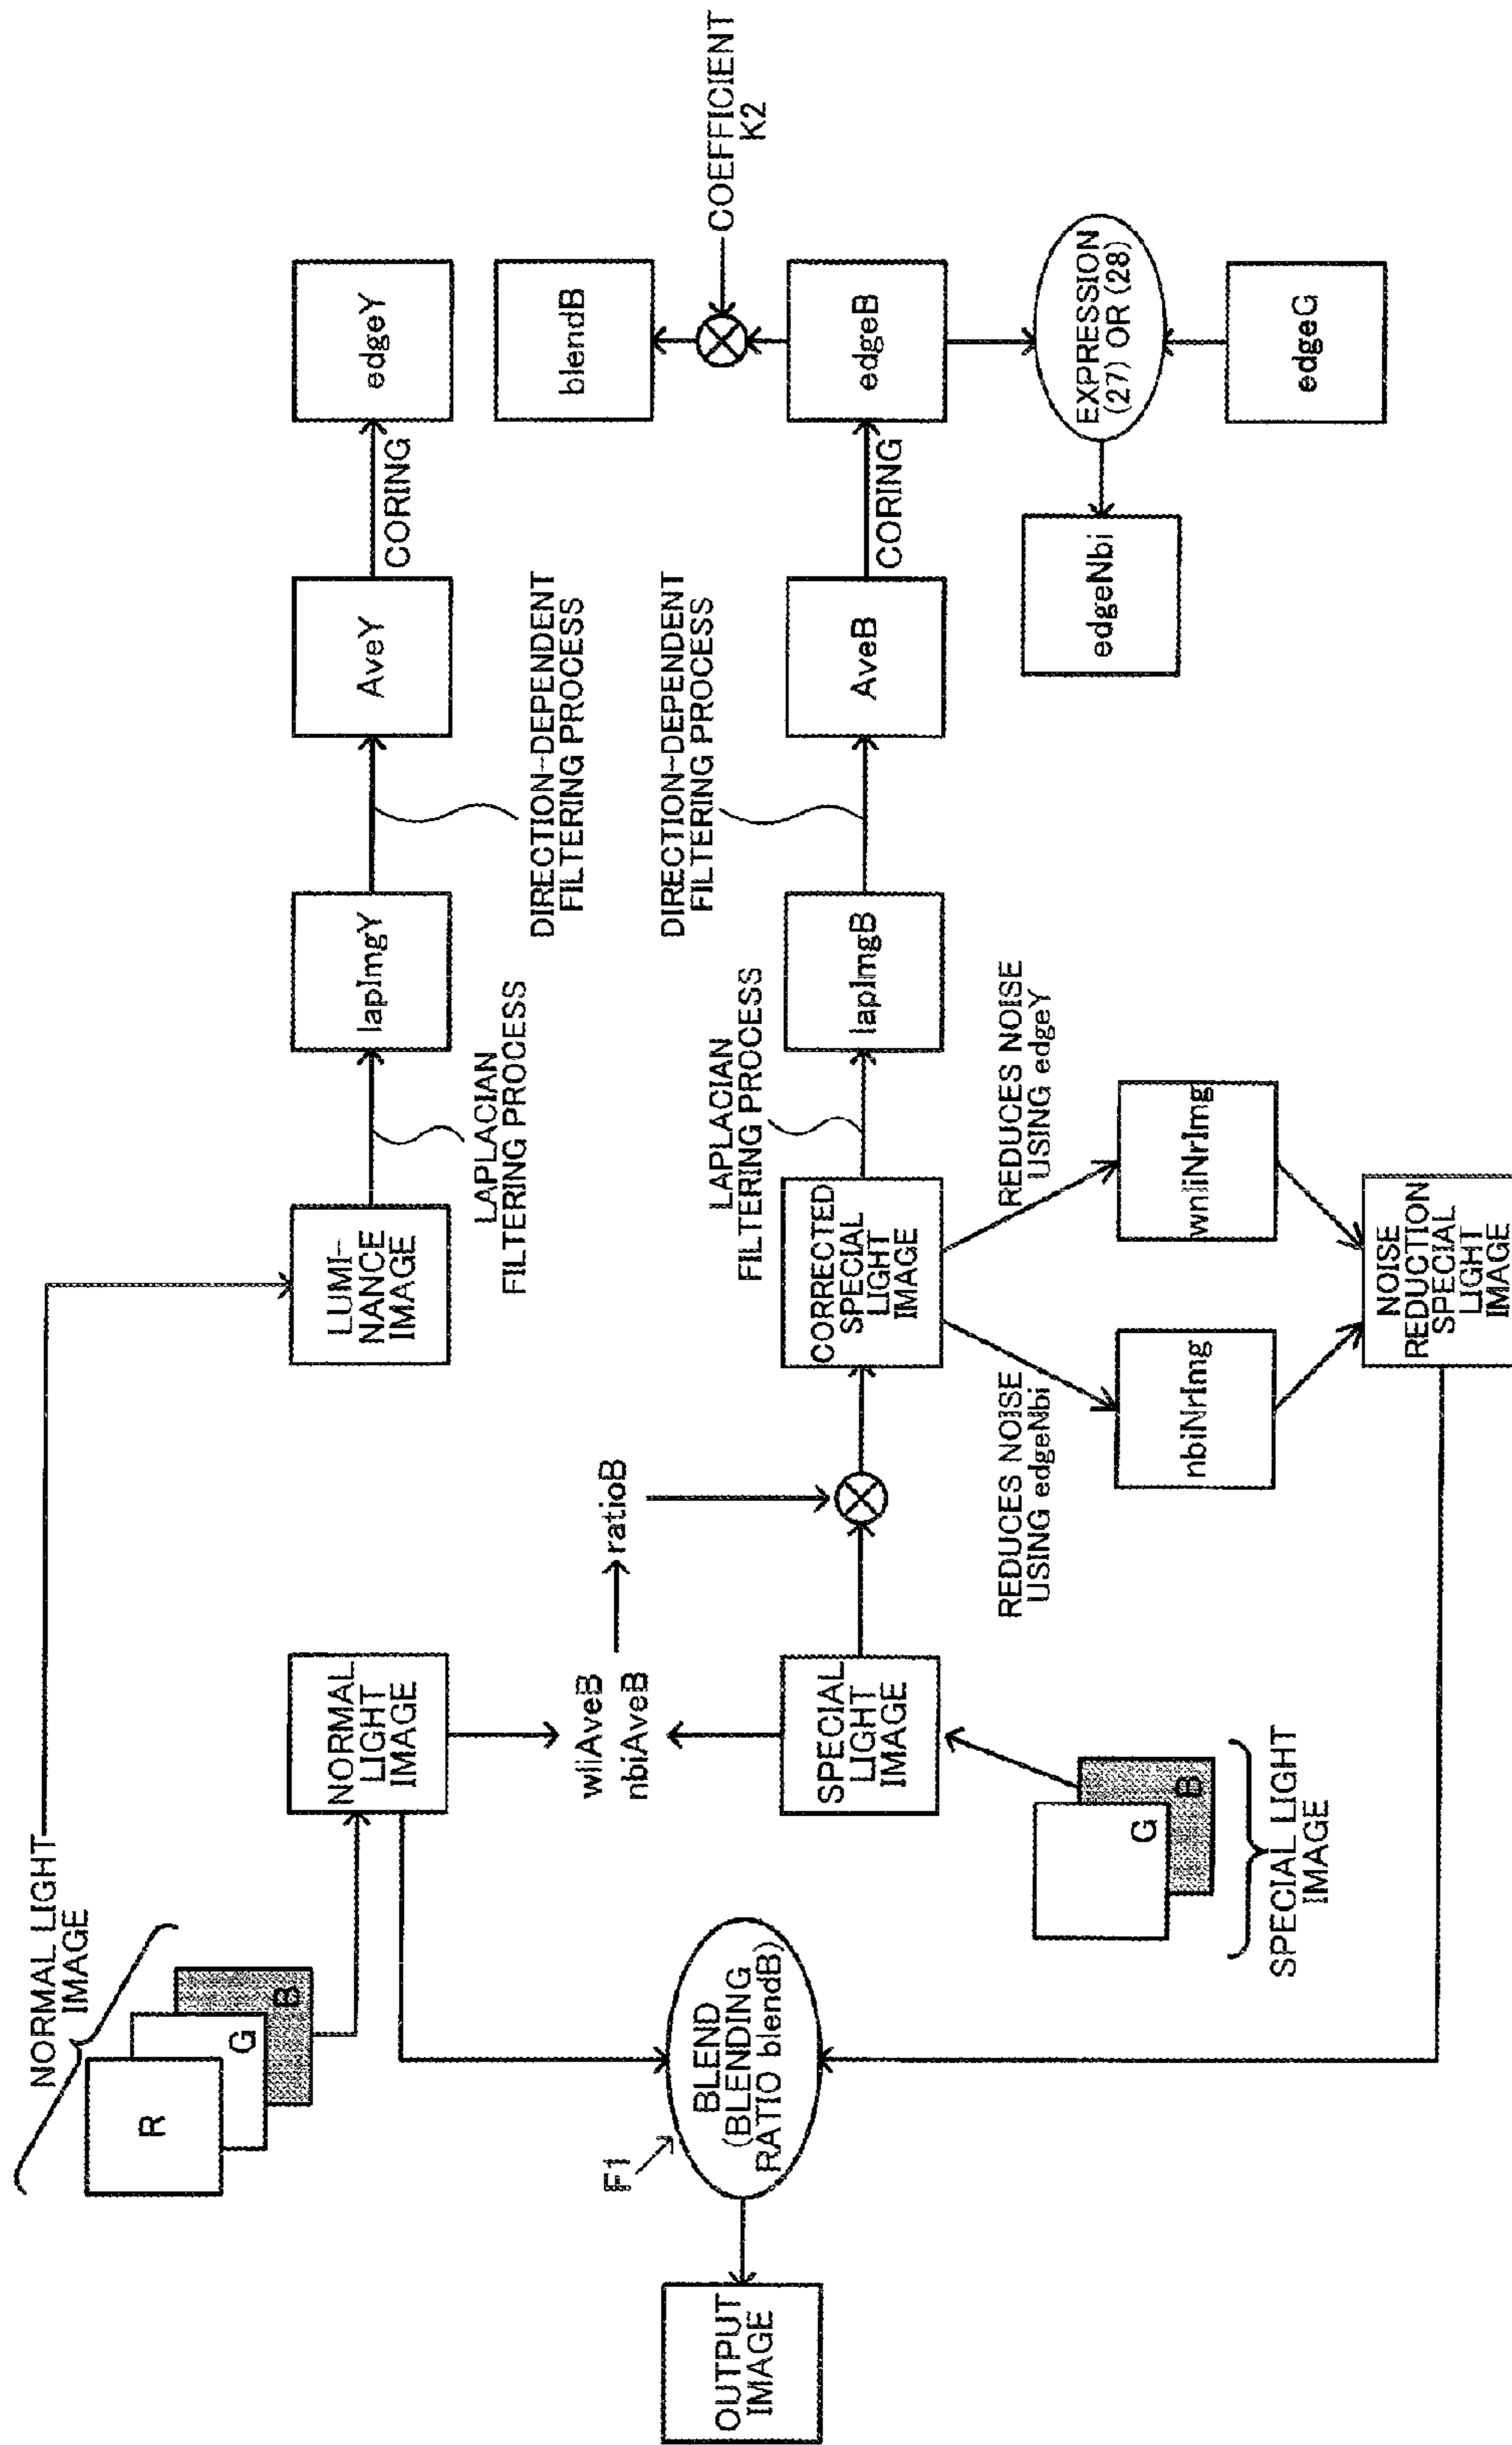 NORMAL LIGHT
IMAGE
R
G
B
NORMAL
LIGHT
IMAGE
LUMI-
NANCE
IMAGE
LAPLACIAN
FILTERING PROCESS
lapImgY
DIRECTION-DEPENDENT
FILTERING PROCESS
AveY
CORING
edgeY
wliAveB
nbiAveB
ratioB
blendB
COEFFICIENT
K2
F1
BLEND
(BLENDING
RATIO blendB)
OUTPUT
IMAGE
SPECIAL
LIGHT
IMAGE
CORRECTED
SPECIAL
LIGHT
IMAGE
LAPLACIAN
FILTERING PROCESS
lapImgB
DIRECTION-DEPENDENT
FILTERING PROCESS
AveB
CORING
edgeB
G
B
SPECIAL LIGHT
IMAGE
REDUCES NOISE
USING edgeNbi
REDUCES NOISE
USING edgeY
nbiNrImg
wnliNrImg
NOISE
REDUCTION
SPECIAL
LIGHT
IMAGE
edgeNbi
EXPRESSION
(27) OR (28)
edgeG